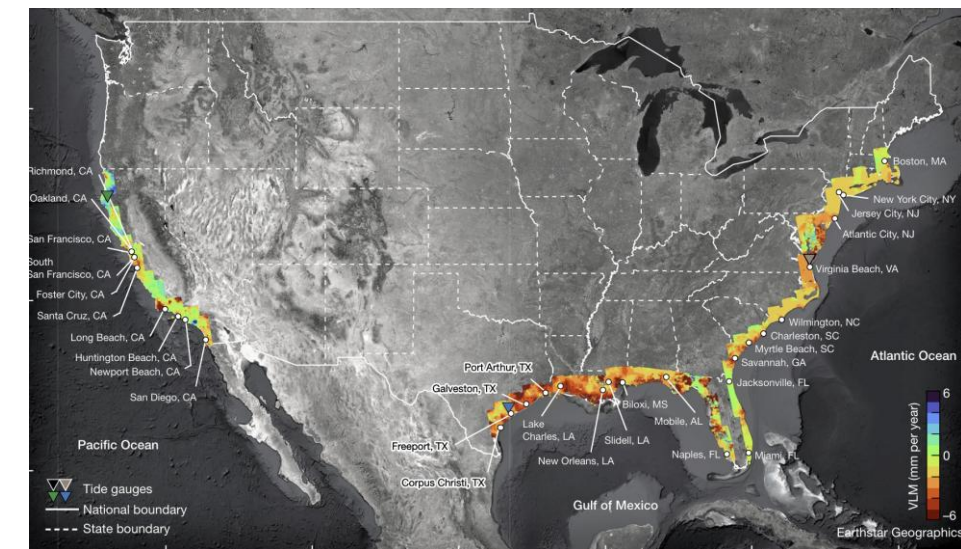 Richmond, CA
Oakland, CA
San Francisco, CA
South
San Francisco, CA
Foster City, CA
Santa Cruz, CA
Long Beach, CA
Huntington Beach, CA
Newport Beach, CA
San Diego, CA
Pacific Ocean
Tide gauges
National boundary
State boundary
Port Arthur, TX
Galveston, TX
Freeport, TX
Corpus Christi, TX
Lake
Charles, LA
New Orleans, LA
Slidell, LA
Biloxi, MS
Mobile, AL
Gulf of Mexico
Boston, MA
New York City, NY
Jersey City, NJ
Atlantic City, NJ
Virginia Beach, VA
Wilmington, NC
Charleston, SC
Myrtle Beach, SC
Savannah, GA
Jacksonville, FL
Naples, FL
Miami, FL
Atlantic Ocean
VLM (mm per year)
6
0
−6
Earthstar Geographics